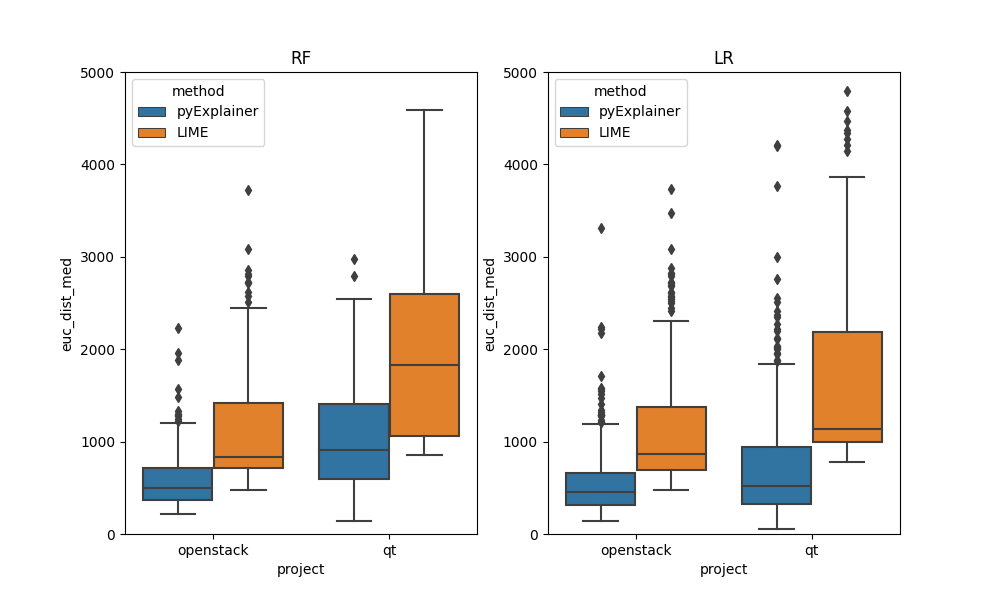 RF
method
pyExplainer
LIME
5000
4000
3000
2000
1000
0
euc_dist_med
openstack
qt
project
LR
method
pyExplainer
LIME
5000
4000
3000
2000
1000
0
euc_dist_med
openstack
qt
project